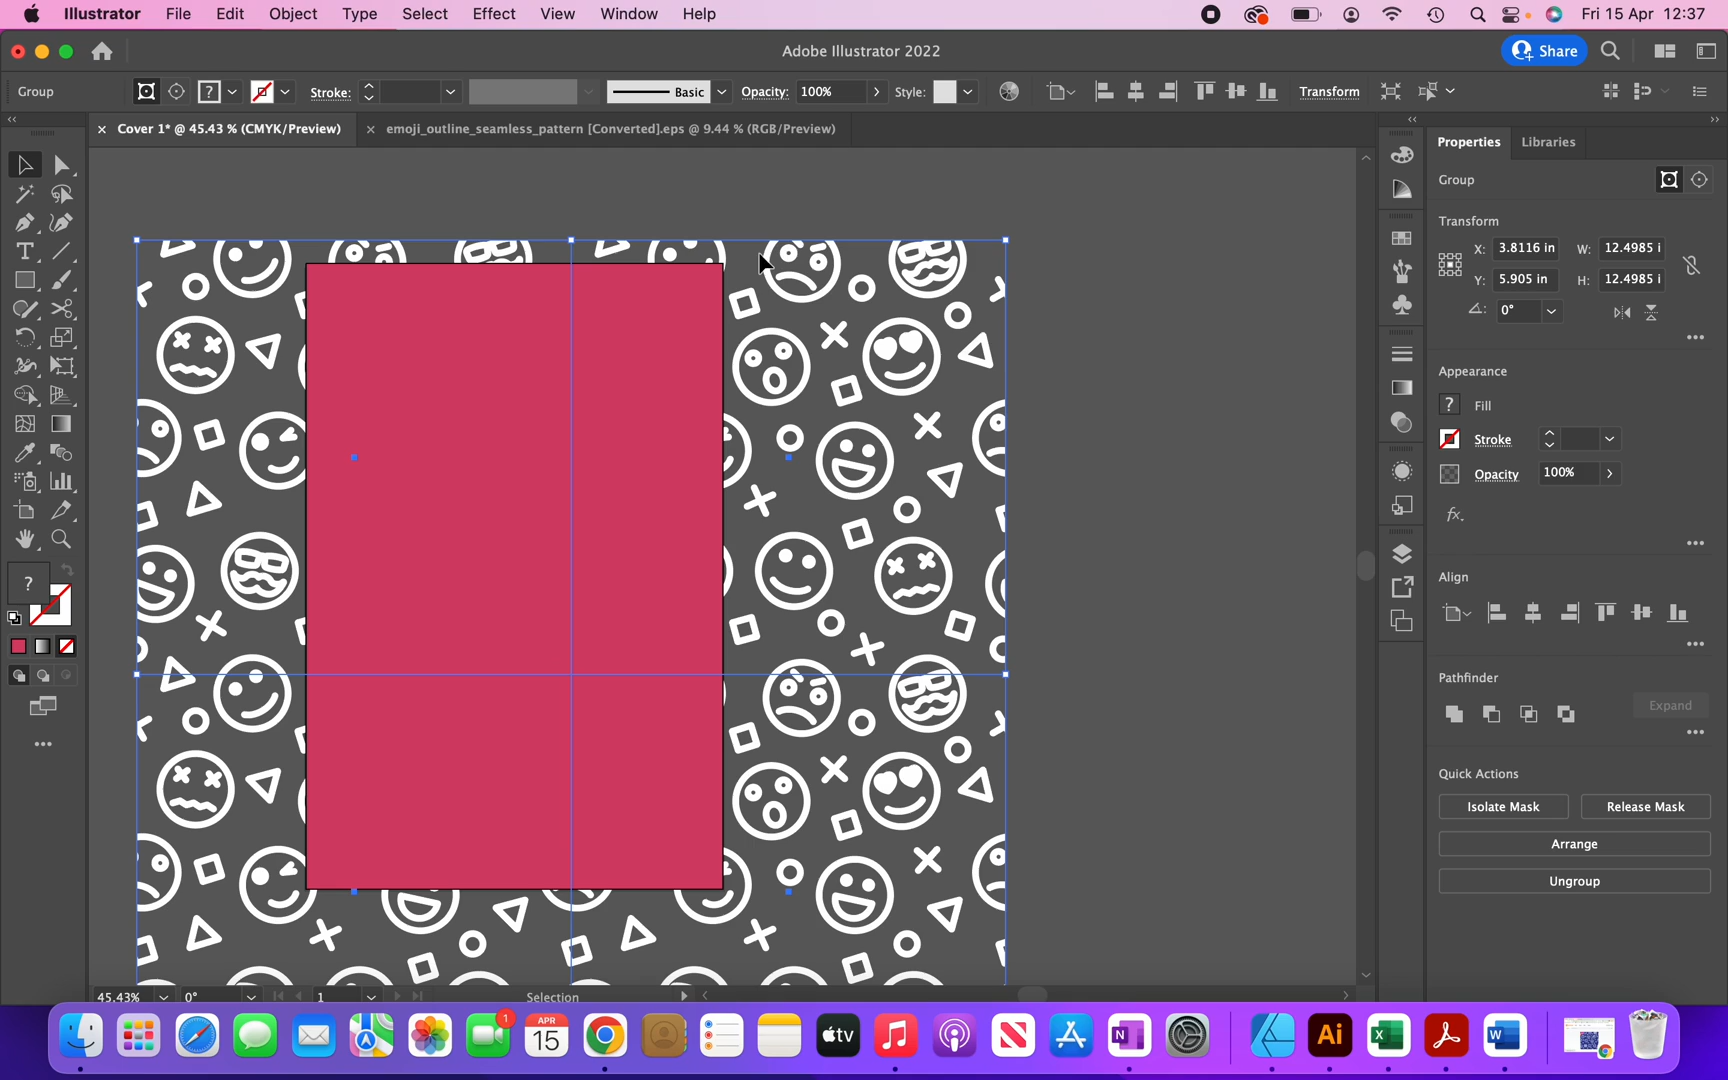 Illustrator File Edit Object Type Select Effect View Window Help Fri 15 Apr 12:37
Adobe Illustrator 2022 Share
Group ? Stroke: Basic Opacity: 100% Style: Transform
× Cover 1* @ 45.43 % (CMYK/Preview) × emoji_outline_seamless_pattern [Converted].eps @ 9.44 % (RGB/Preview)
Properties Libraries
Group
Transform
X: 3.8116 in W: 12.4985 i
Y: 5.905 in H: 12.4985 i
0°
Appearance
? Fill
Stroke
Opacity 100%
fx.
Align
Pathfinder
Expand
Quick Actions
Isolate Mask Release Mask
Arrange
Ungroup
?
45.43% 0° 1 Selection
1
APR
15
tv
N
Ai
X
W